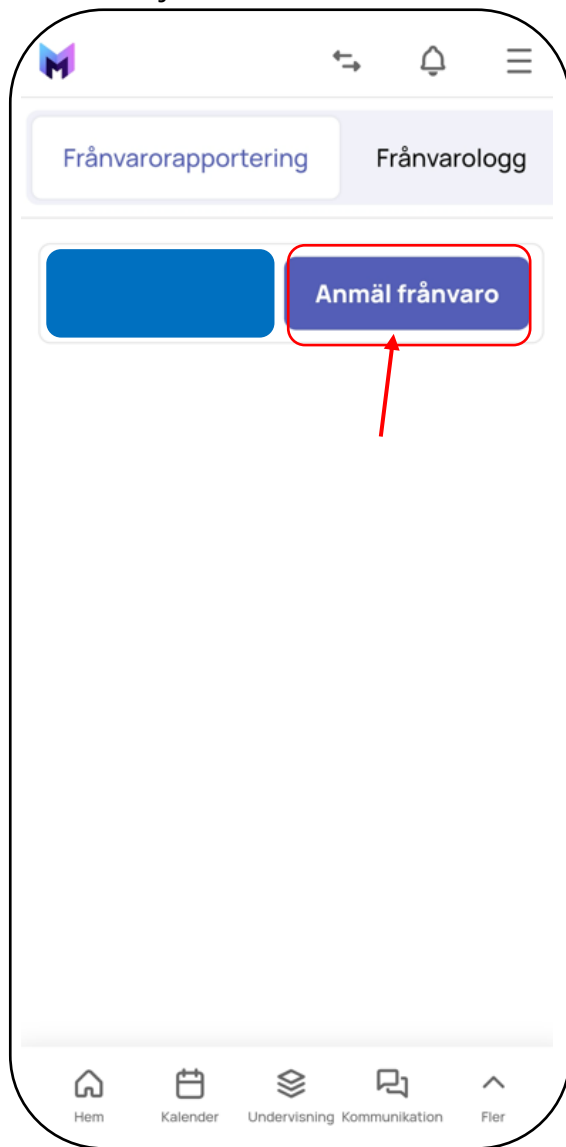 Frånvarorapportering Frånvarologg
Anmäl frånvaro
Hem Kalender Undervisning Kommunikation Fler